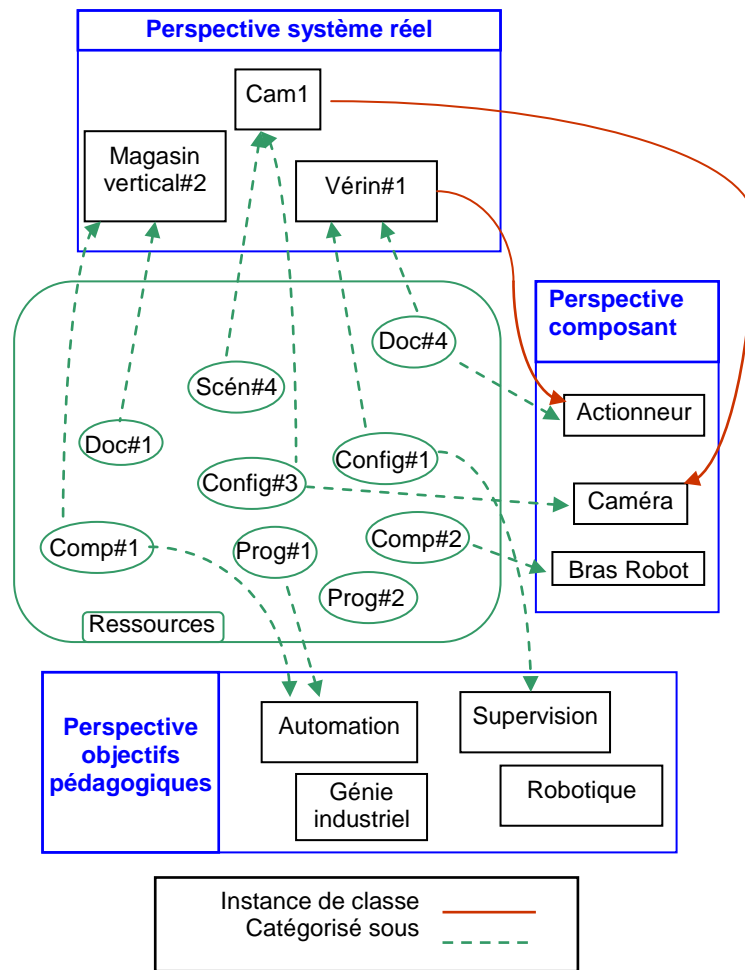 Perspective système réel
Cam1
Magasin
vertical#2
Vérin#1
Perspective
composant
Doc#4
Scén#4
Actionneur
Doc#1
Config#1
Config#3
Caméra
Comp#1
Prog#1
Comp#2
Bras Robot
Prog#2
Ressources
Perspective
objectifs
pédagogiques
Automation
Supervision
Génie
industriel
Robotique
Instance de classe
Catégorisé sous